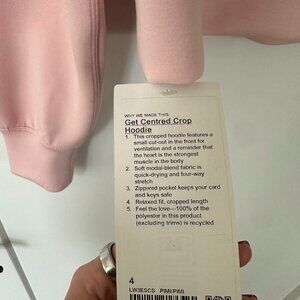 WHY WE MADE THIS
Get Centred Crop
Hoodie
1. This cropped hoodie features a
small cut-out in the front for
ventilation and a reminder that
the heart is the strongest
muscle in the body
2. Soft modal-blend fabric is
quick-drying and four-way
stretch
3. Zippered pocket keeps your card
and keys safe
4. Relaxed fit, cropped length
5. Feel the love—100% of the
polyester in this product
(excluding trims) is recycled
4
LW3ESCS PIMI/PIMI